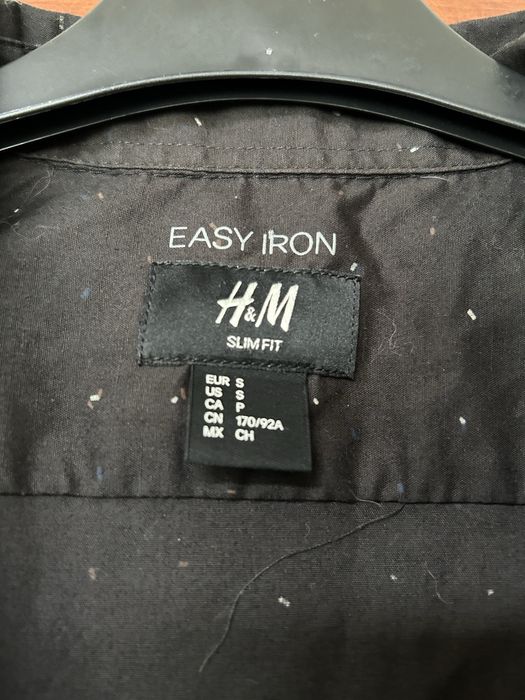 EASY IRON
H&M
SLIM FIT
EUR S
US S
CA P
CN 170/92A
MX CH